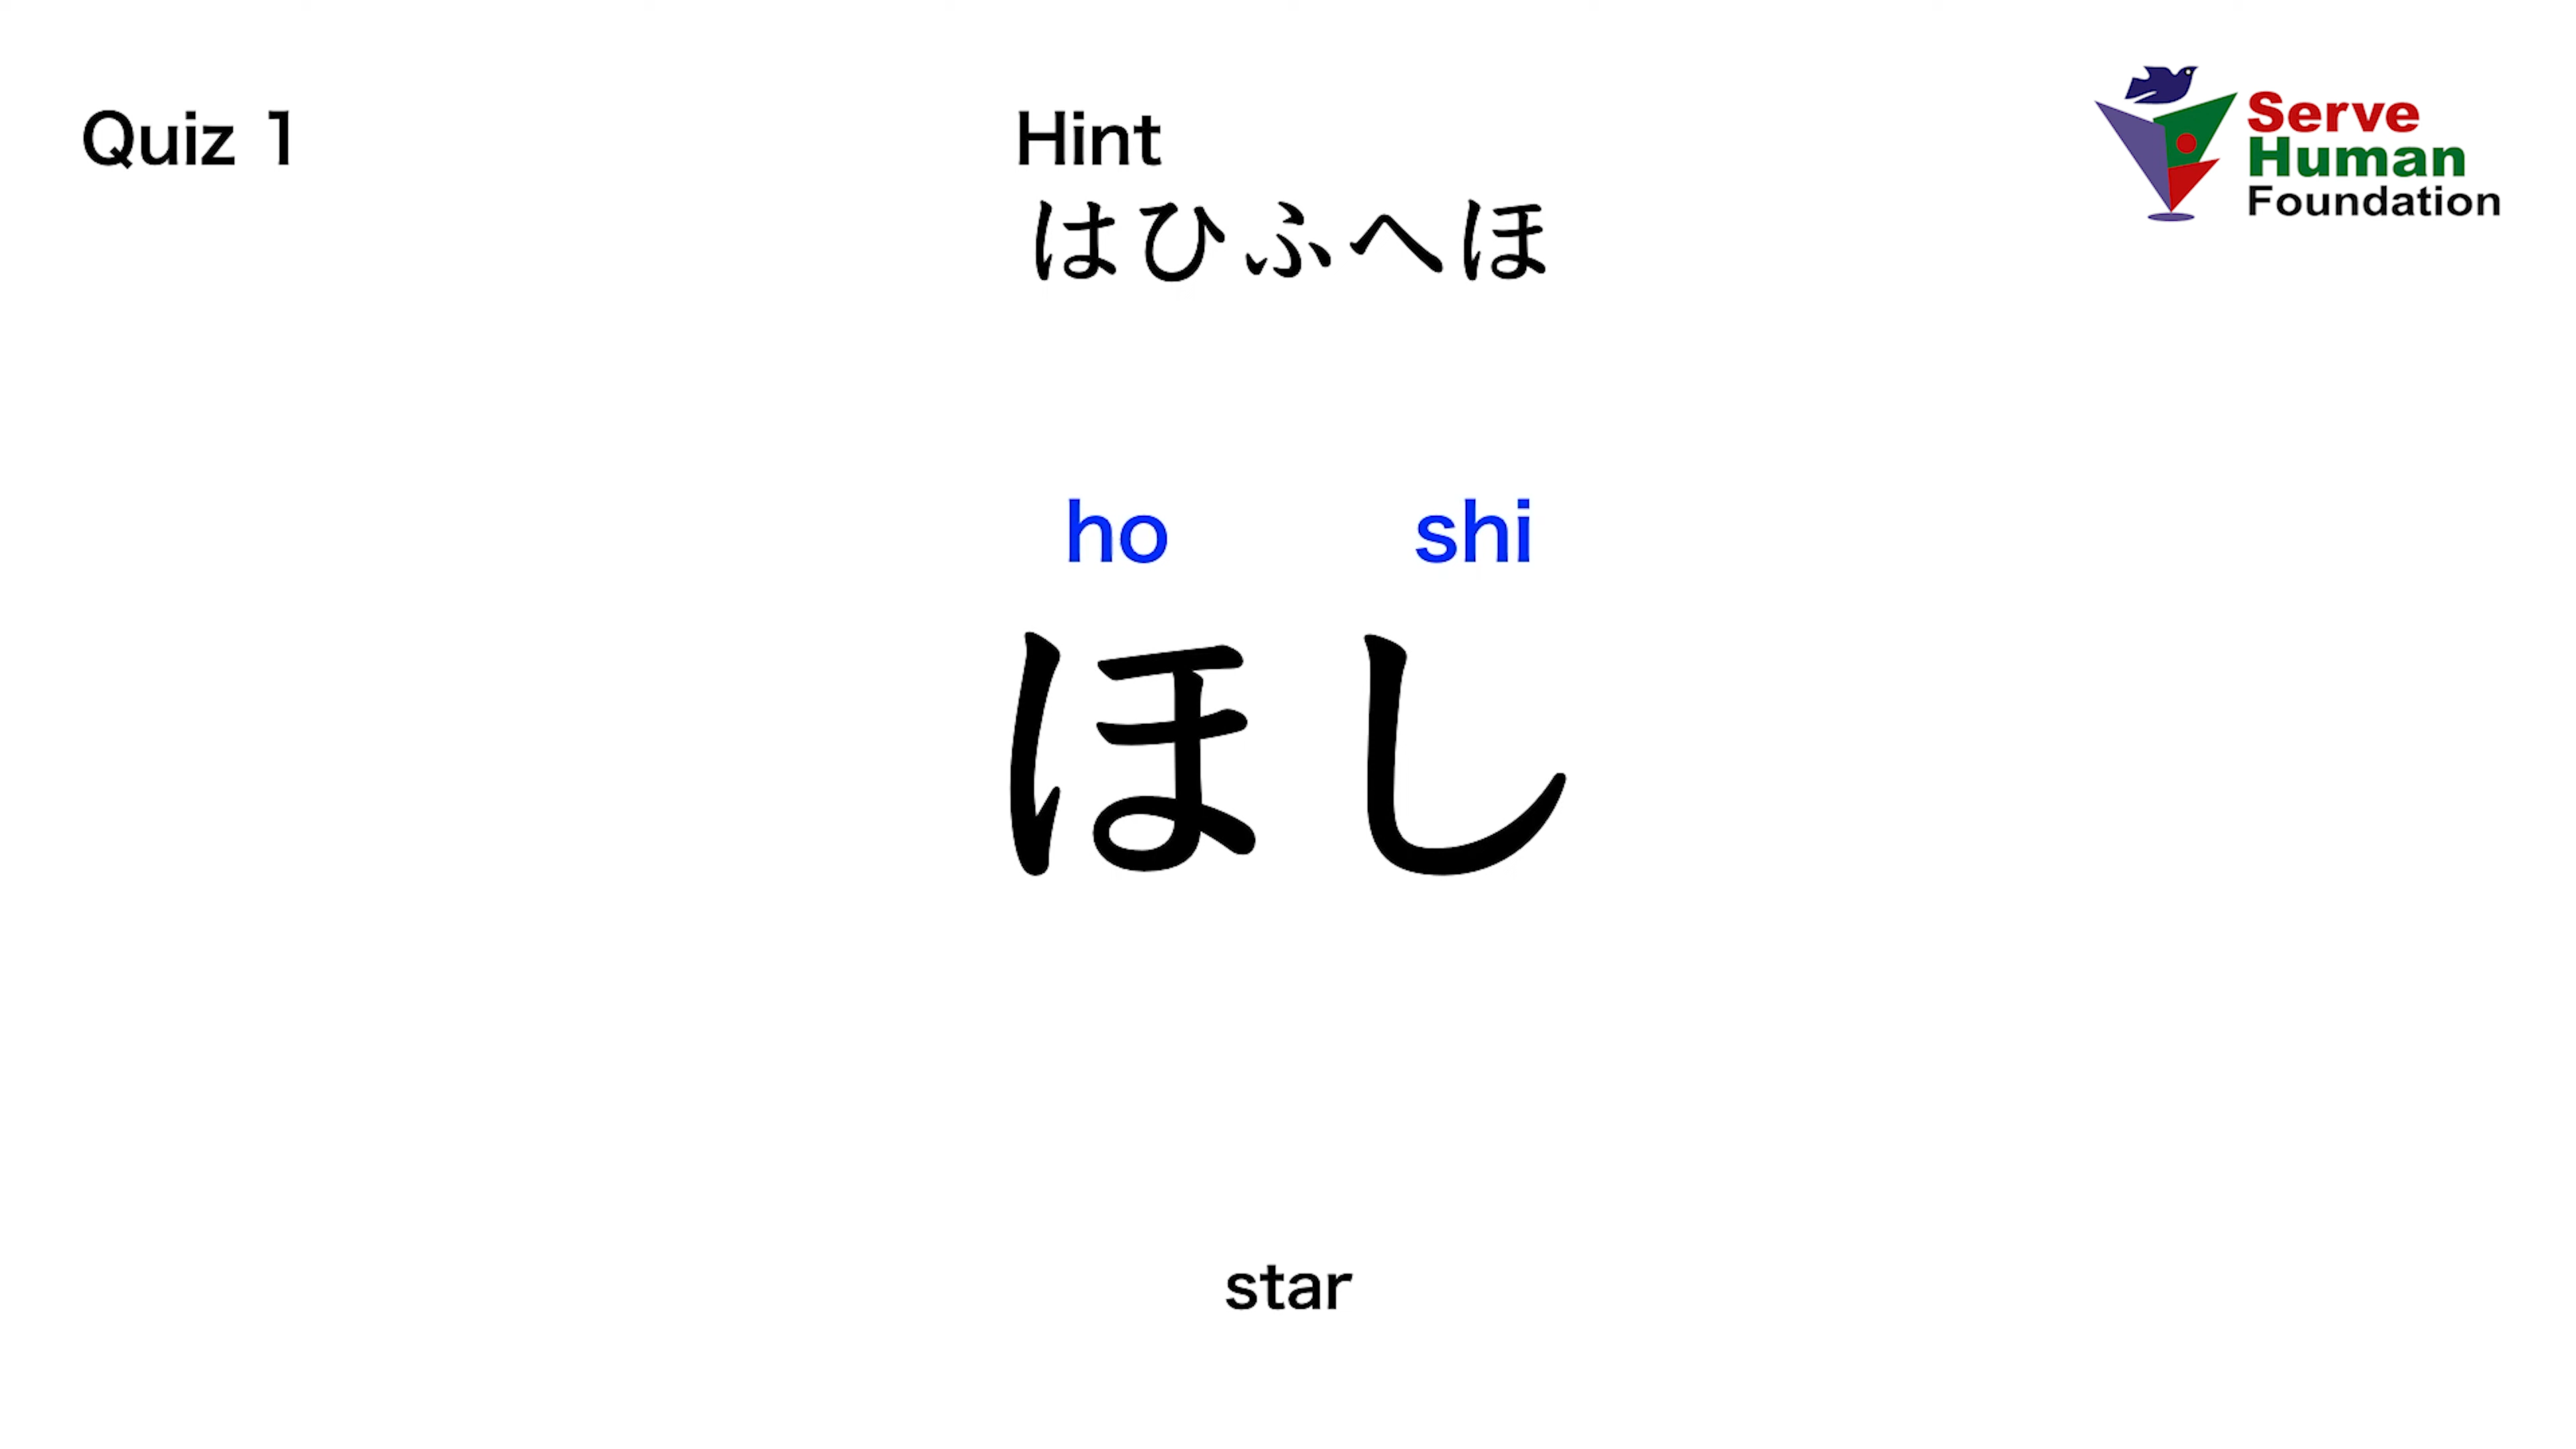 Quiz 1
Hint
はひふへほ
Serve
Human
Foundation
ho shi
ほし
star